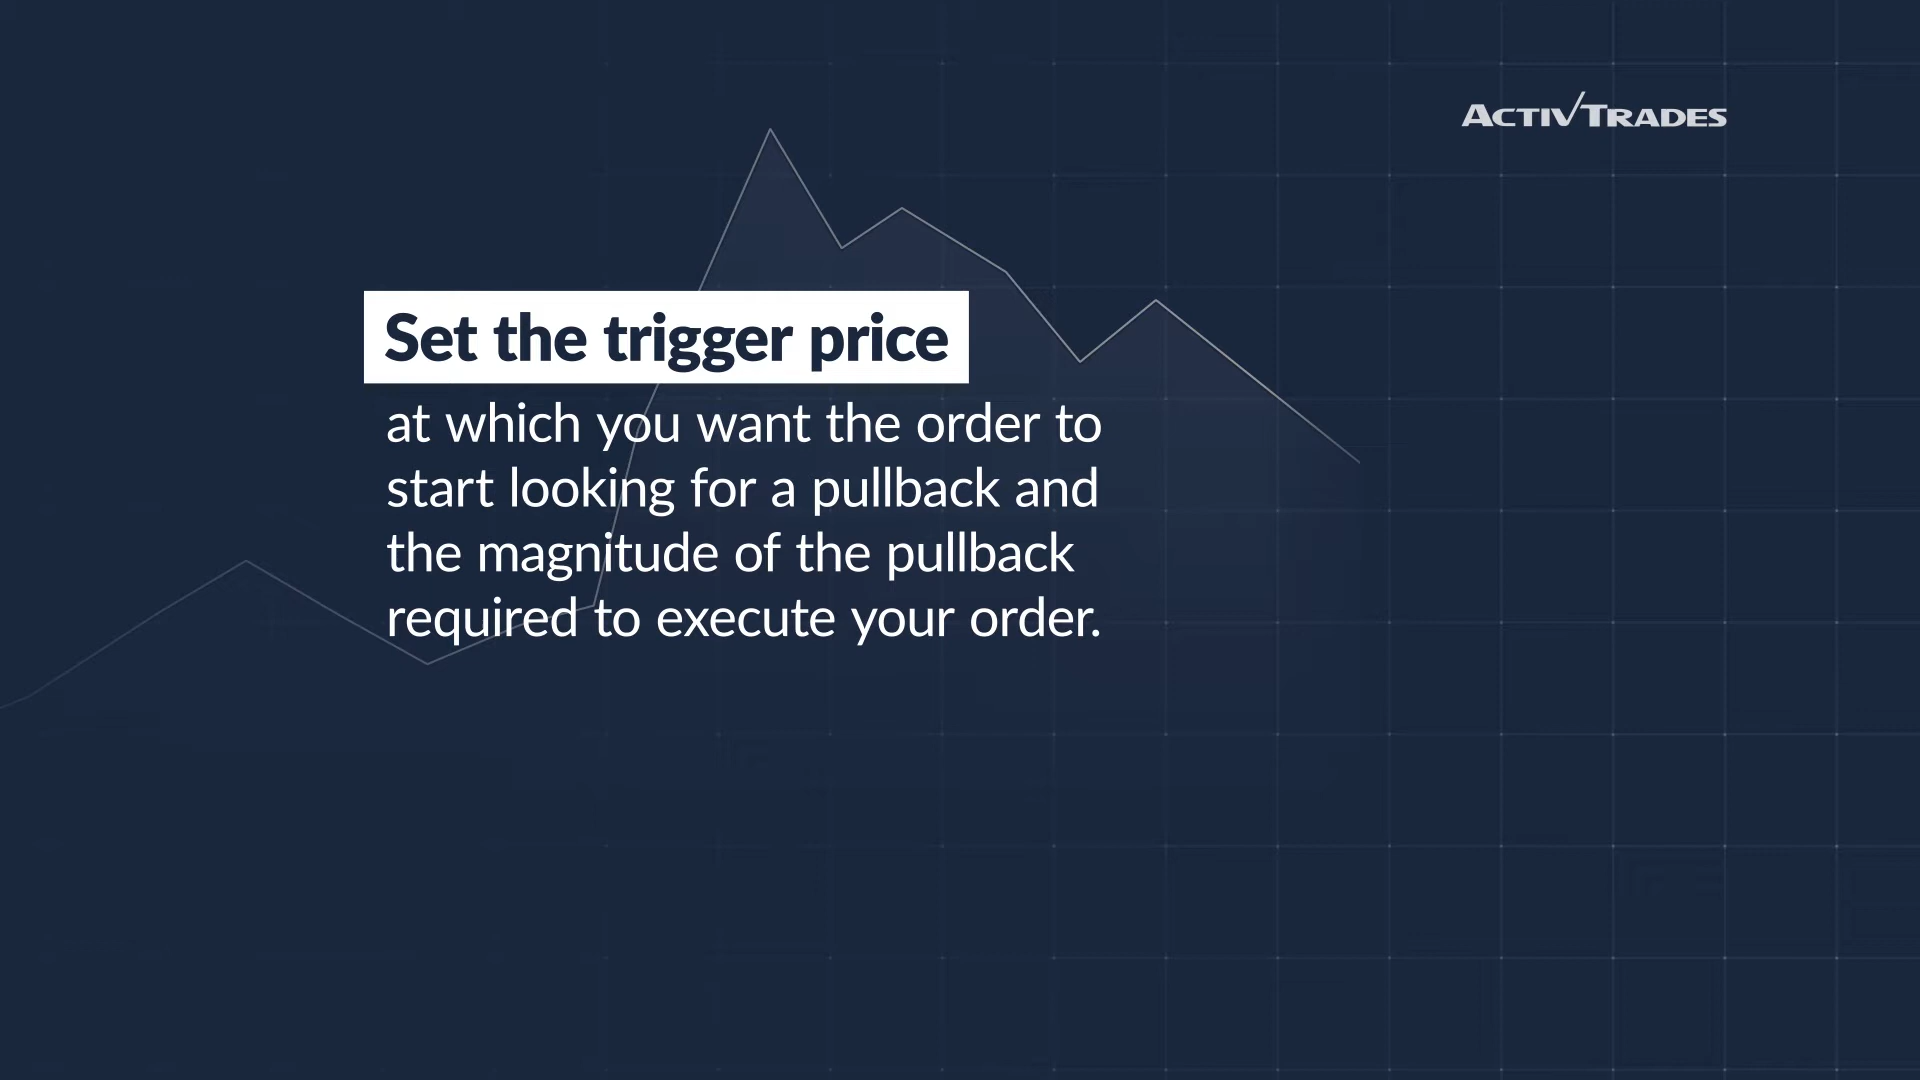 ACTIVTRADES
Set the trigger price
at which you want the order to
start looking for a pullback and
the magnitude of the pullback
required to execute your order.